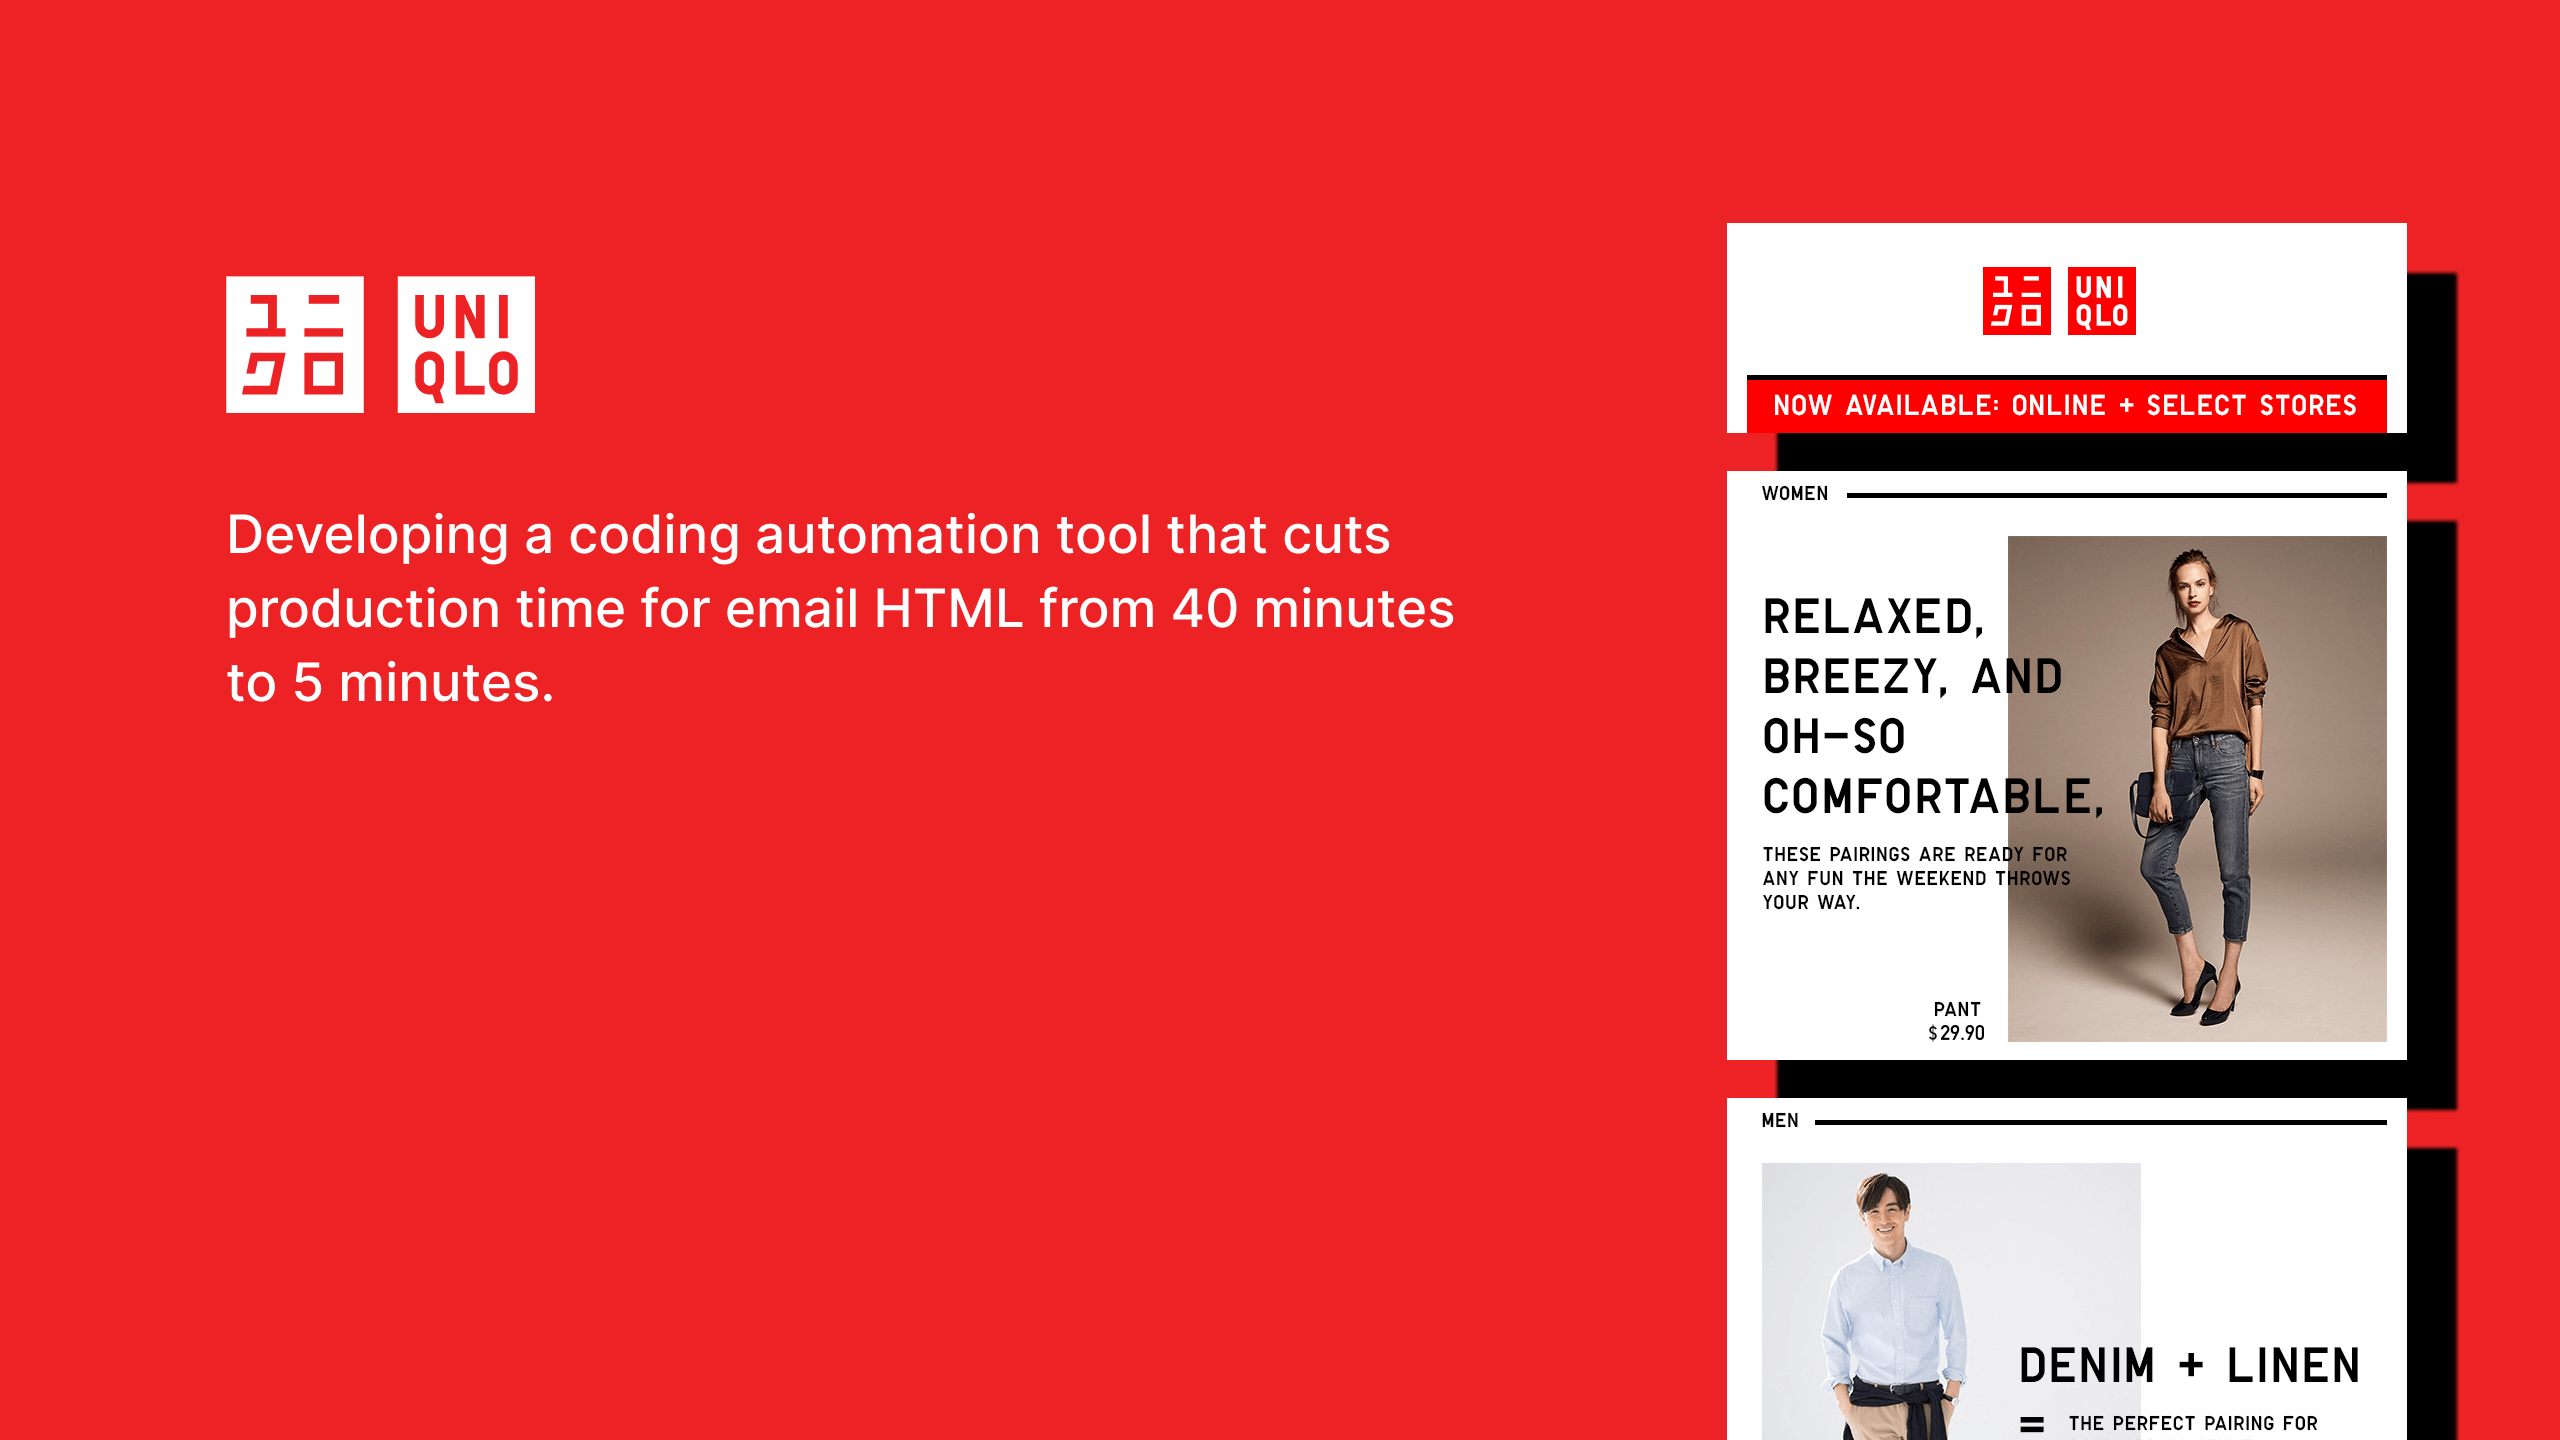 ユニ
クロ
UNI
QLO
Developing a coding automation tool that cuts
production time for email HTML from 40 minutes
to 5 minutes.
ユニ
クロ
UNI
QLO
NOW AVAILABLE: ONLINE + SELECT STORES
WOMEN
RELAXED,
BREEZY, AND
OH-SO
COMFORTABLE,
THESE PAIRINGS ARE READY FOR
ANY FUN THE WEEKEND THROWS
YOUR WAY.
PANT
$29.90
MEN
DENIM + LINEN
= THE PERFECT PAIRING FOR